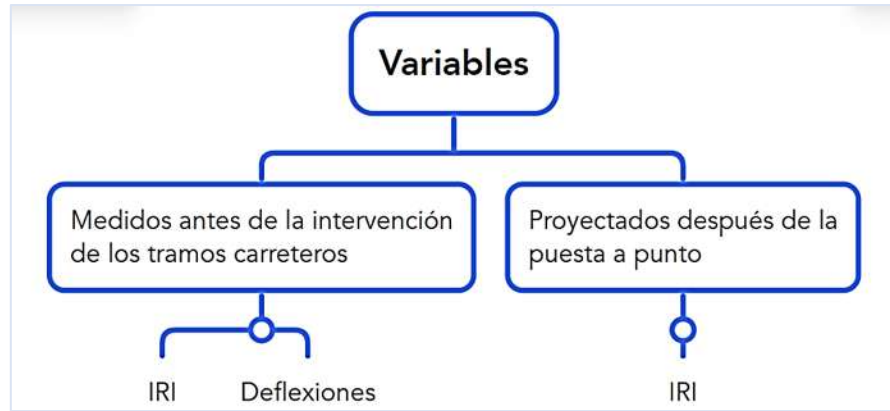 Variables
Medidos antes de la intervención
de los tramos carreteros
Proyectados después de la
puesta a punto
IRI
Deflexiones
IRI